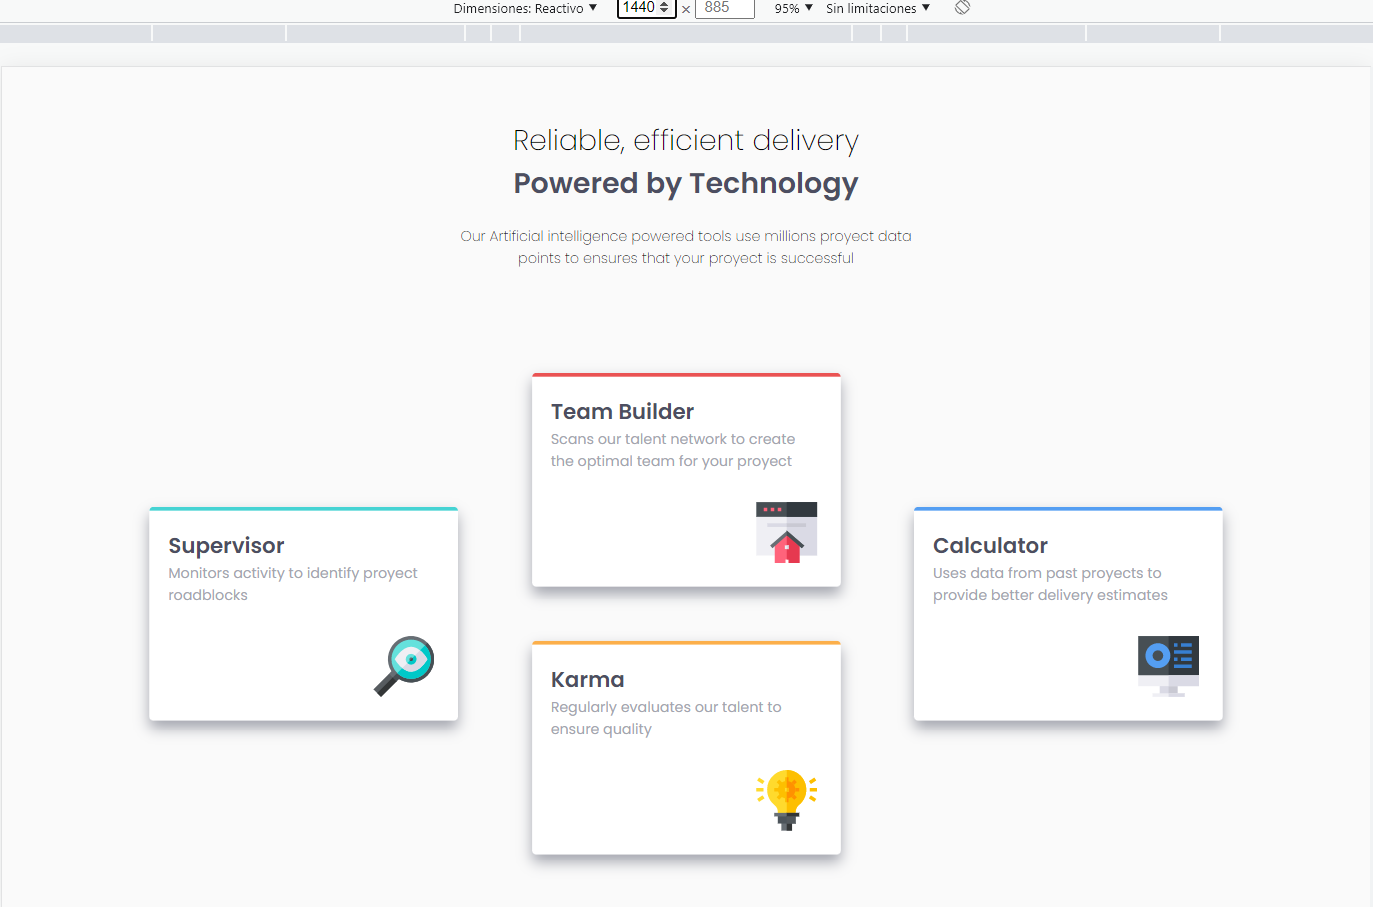 Dimensiones: Reactivo ▼ 1440 × 885 95% ▼ Sin limitaciones ▼
Reliable, efficient delivery
Powered by Technology
Our Artificial intelligence powered tools use millions proyect data
points to ensures that your proyect is successful
Team Builder
Scans our talent network to create
the optimal team for your proyect
Supervisor
Monitors activity to identify proyect
roadblocks
Calculator
Uses data from past proyects to
provide better delivery estimates
Karma
Regularly evaluates our talent to
ensure quality